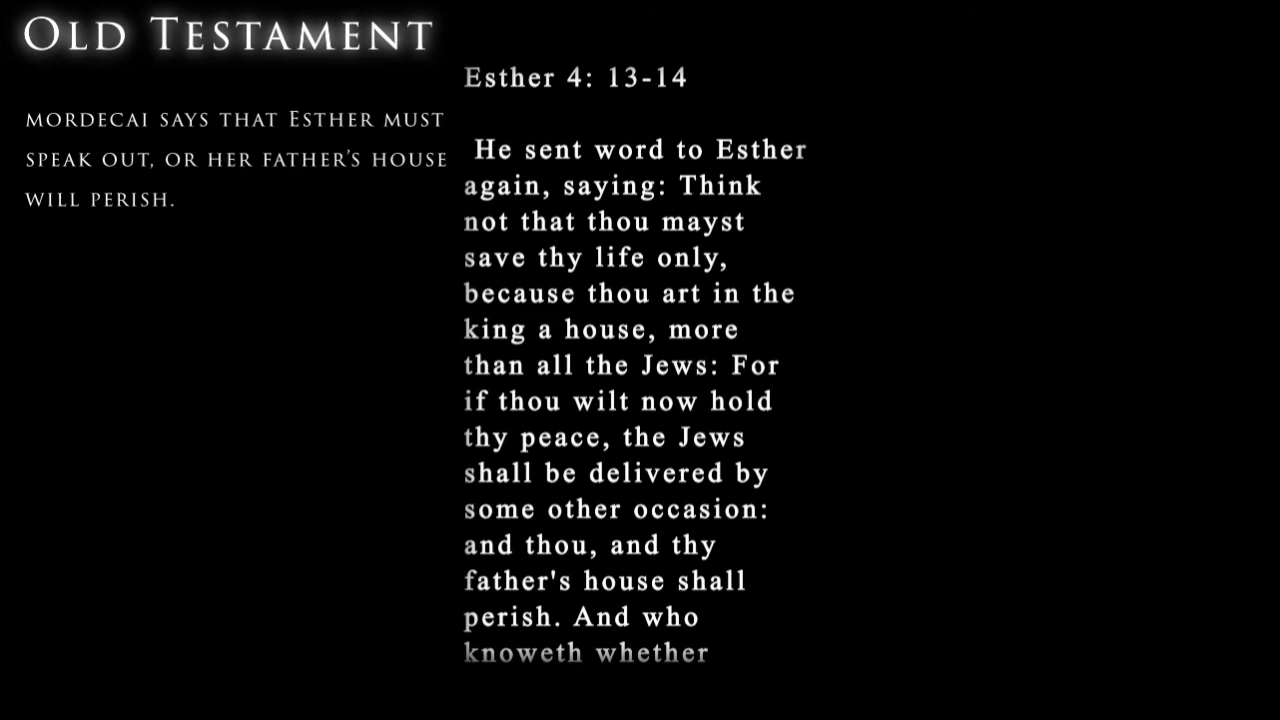 Old Testament
mordecai says that Esther must
speak out, or her father's house
will perish.
Esther 4: 13-14
He sent word to Esther
again, saying: Think
not that thou mayst
save thy life only,
because thou art in the
king a house, more
than all the Jews: For
if thou wilt now hold
thy peace, the Jews
shall be delivered by
some other occasion:
and thou, and thy
father's house shall
perish. And who
knoweth whether